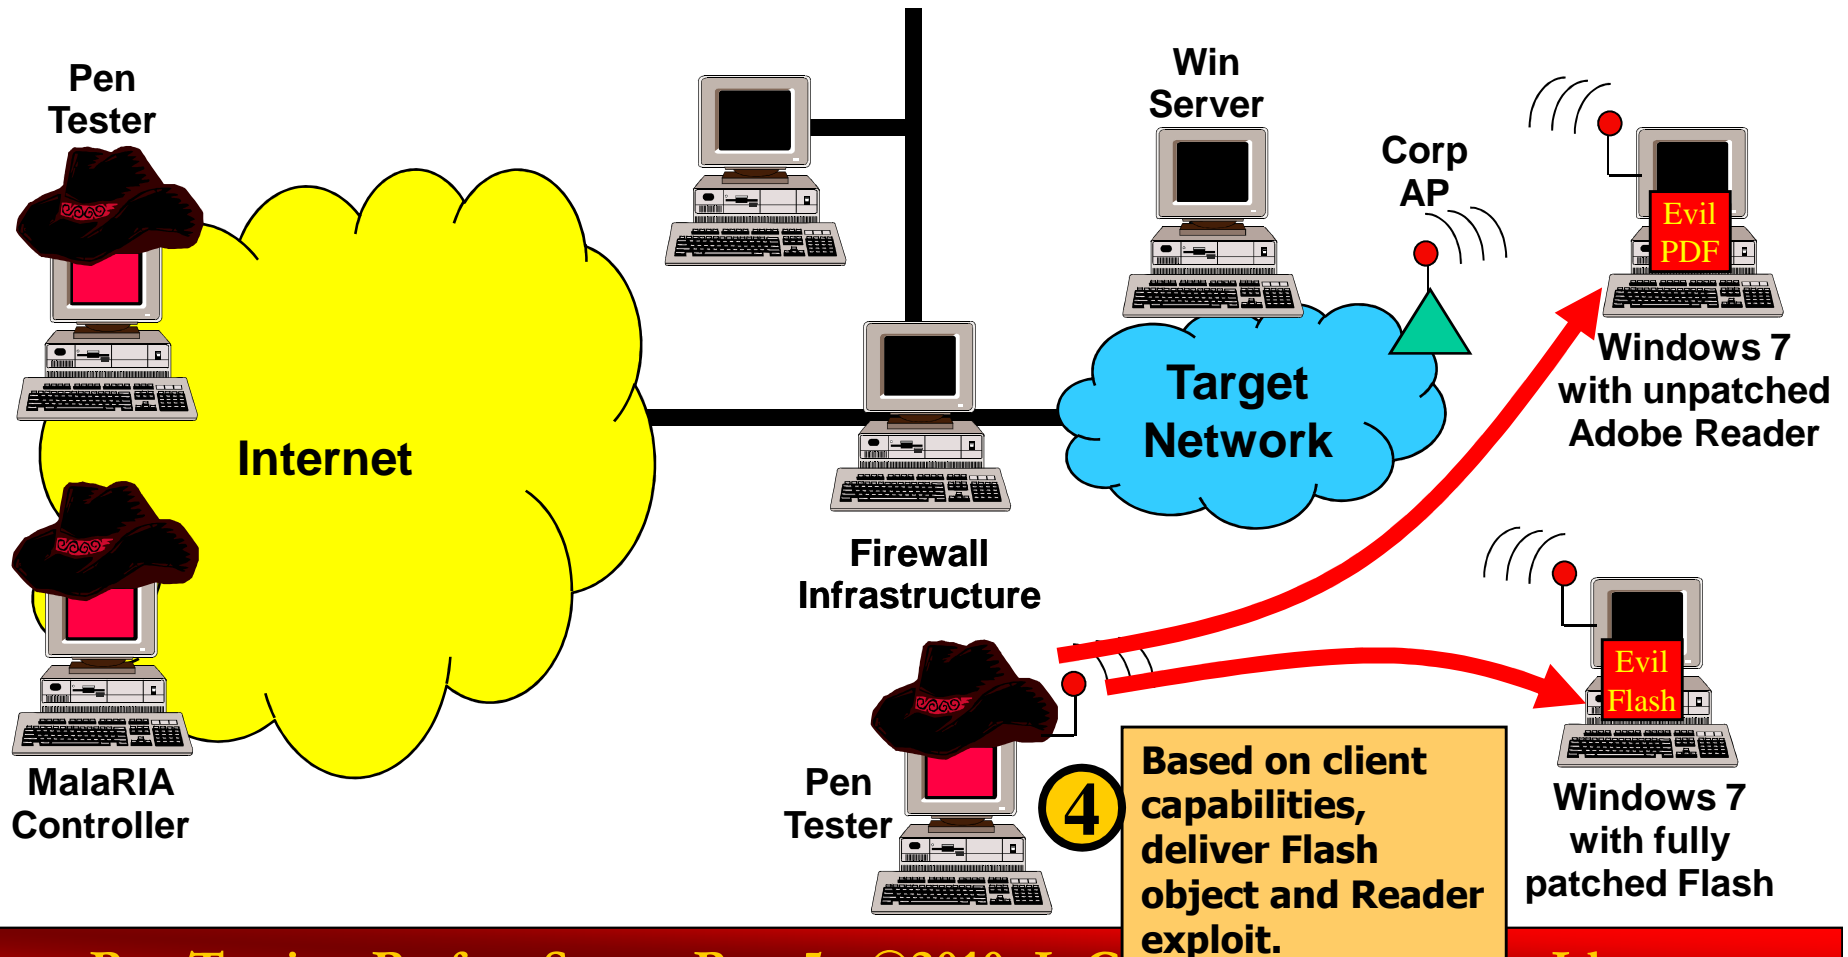 Pen
Tester
Win
Server
Corp
AP
Evil
PDF
Internet
Target
Network
Windows 7
with unpatched
Adobe Reader
Firewall
Infrastructure
Evil
Flash
MalaRIA
Controller
Pen
Tester
4
Based on client
capabilities,
deliver Flash
object and Reader
exploit.
Windows 7
with fully
patched Flash